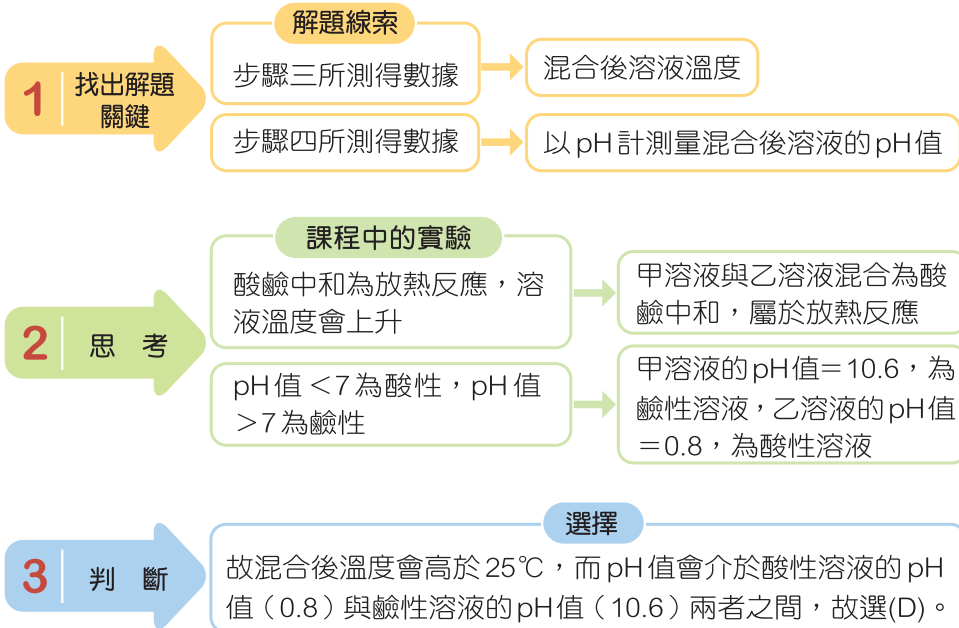 解題線索
1
找出解題
關鍵
步驟三所測得數據
混合後溶液溫度
步驟四所測得數據
以pH計測量混合後溶液的pH值
課程中的實驗
2
思 考
酸鹼中和為放熱反應,溶
液溫度會上升
甲溶液與乙溶液混合為酸
鹼中和,屬於放熱反應
pH值<7為酸性,pH值
>7為鹼性
甲溶液的pH值=10.6,為
鹼性溶液,乙溶液的pH值
=0.8,為酸性溶液
選擇
3
判 斷
故混合後溫度會高於25℃,而pH值會介於酸性溶液的pH
值(0.8)與鹼性溶液的pH值(10.6)兩者之間,故選(D)。